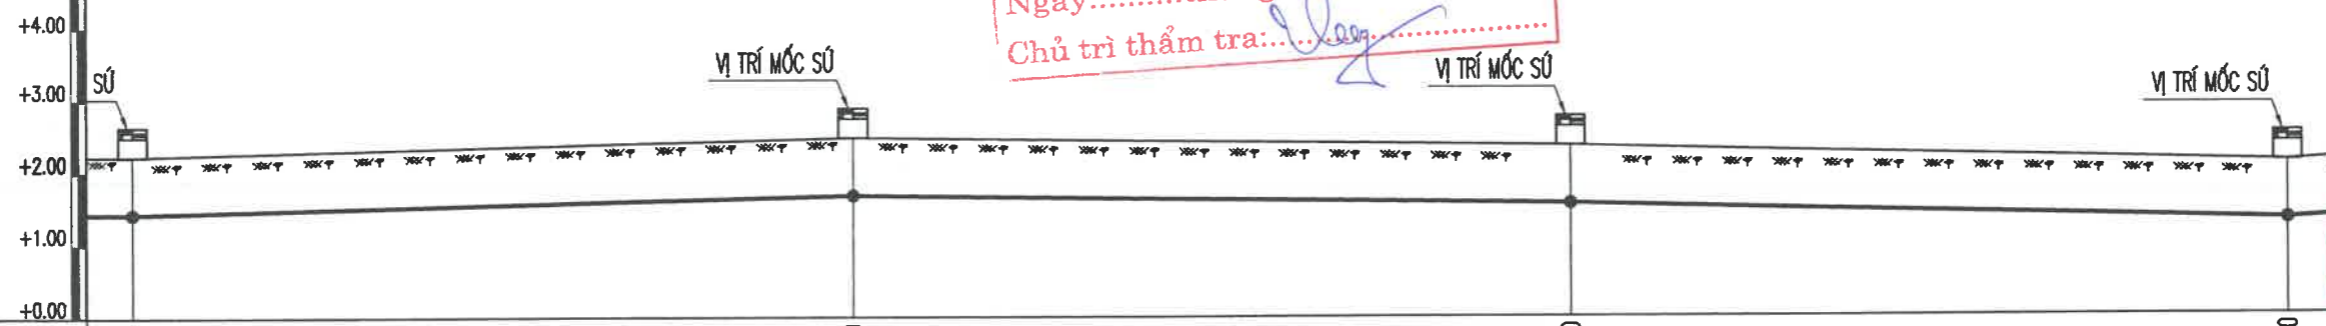 +4.00
Ngày..........
Chủ trì thẩm tra:
VỊ TRÍ MỐC SỨ
VỊ TRÍ MỐC SỨ
VỊ TRÍ MỐC SỨ
SỨ
+3.00
+2.00
+1.00
+0.00